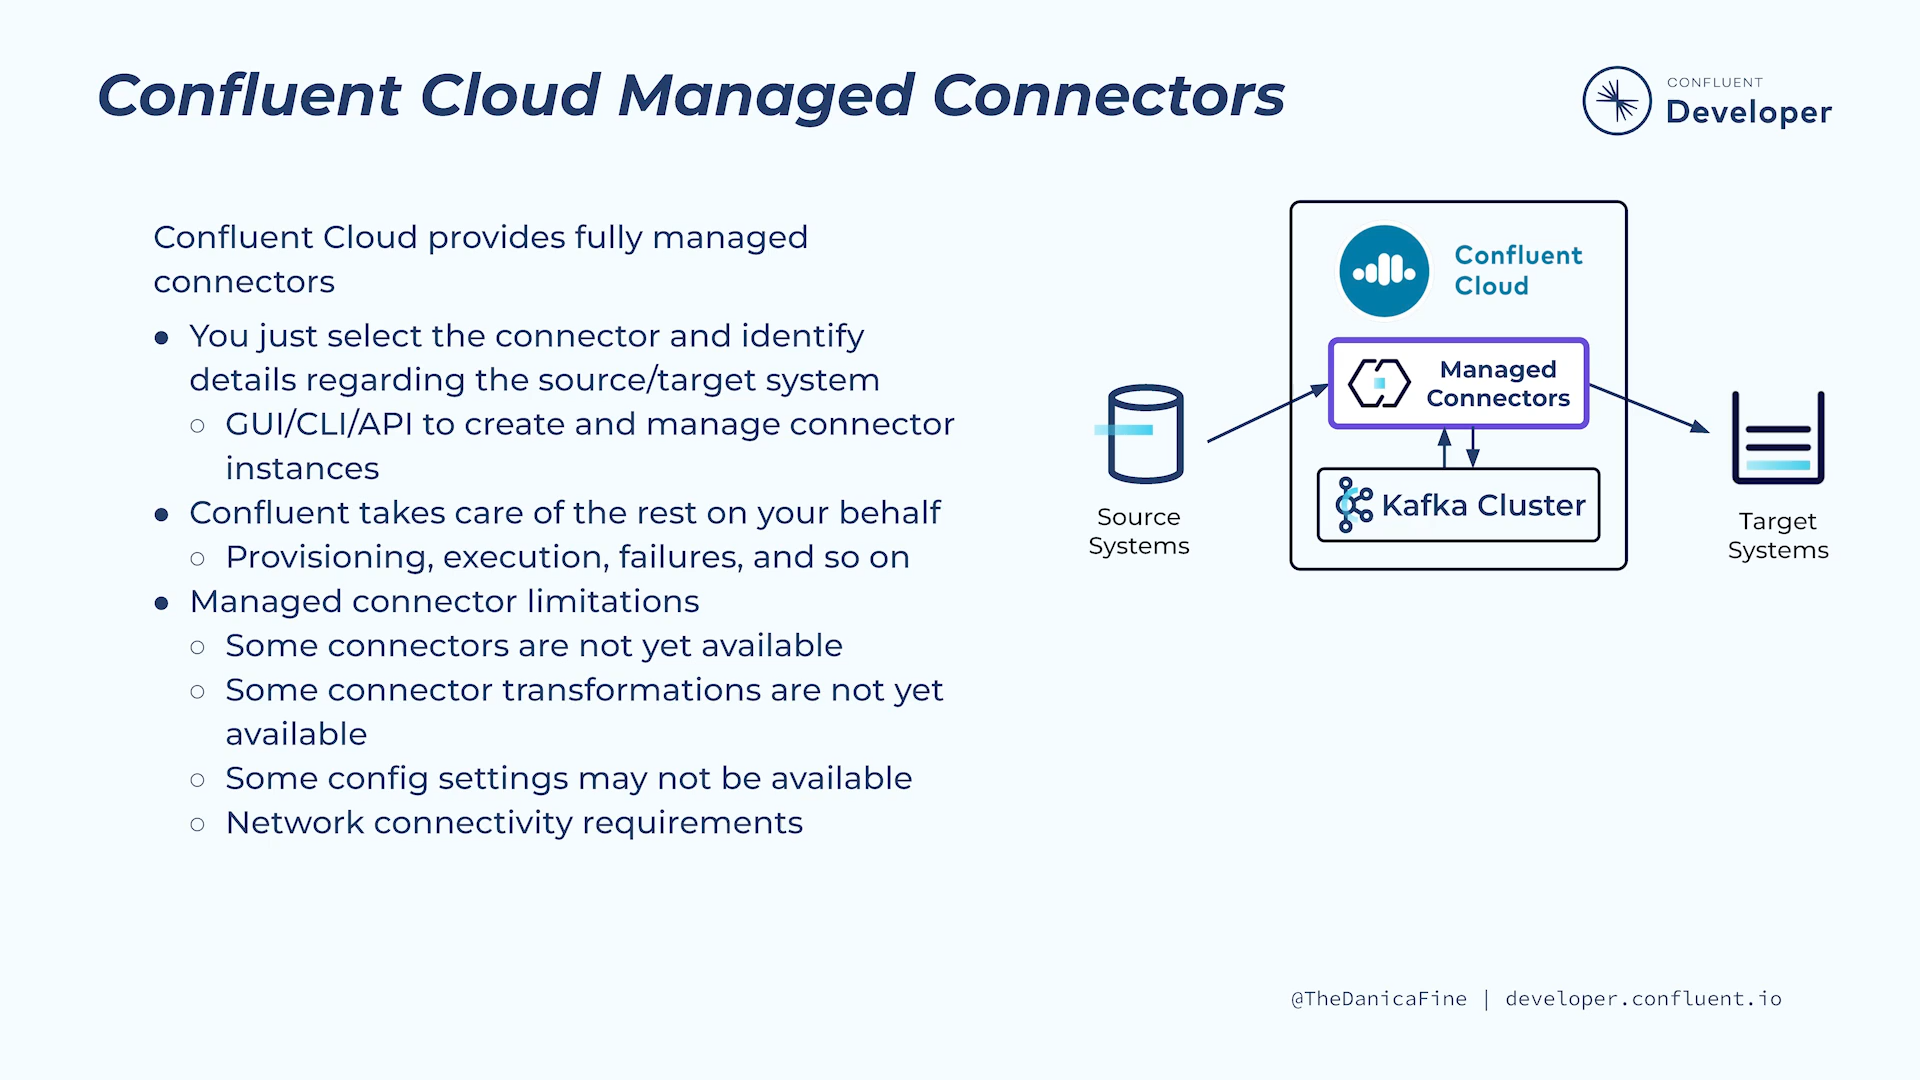 Confluent Cloud Managed Connectors
CONFLUENT
Developer
Confluent Cloud provides fully managed
connectors
● You just select the connector and identify
details regarding the source/target system
○ GUI/CLI/API to create and manage connector
instances
● Confluent takes care of the rest on your behalf
○ Provisioning, execution, failures, and so on
● Managed connector limitations
○ Some connectors are not yet available
○ Some connector transformations are not yet
available
○ Some config settings may not be available
○ Network connectivity requirements
Confluent
Cloud
Managed
Connectors
Kafka Cluster
Source
Systems
Target
Systems
@TheDanicaFine | developer.confluent.io